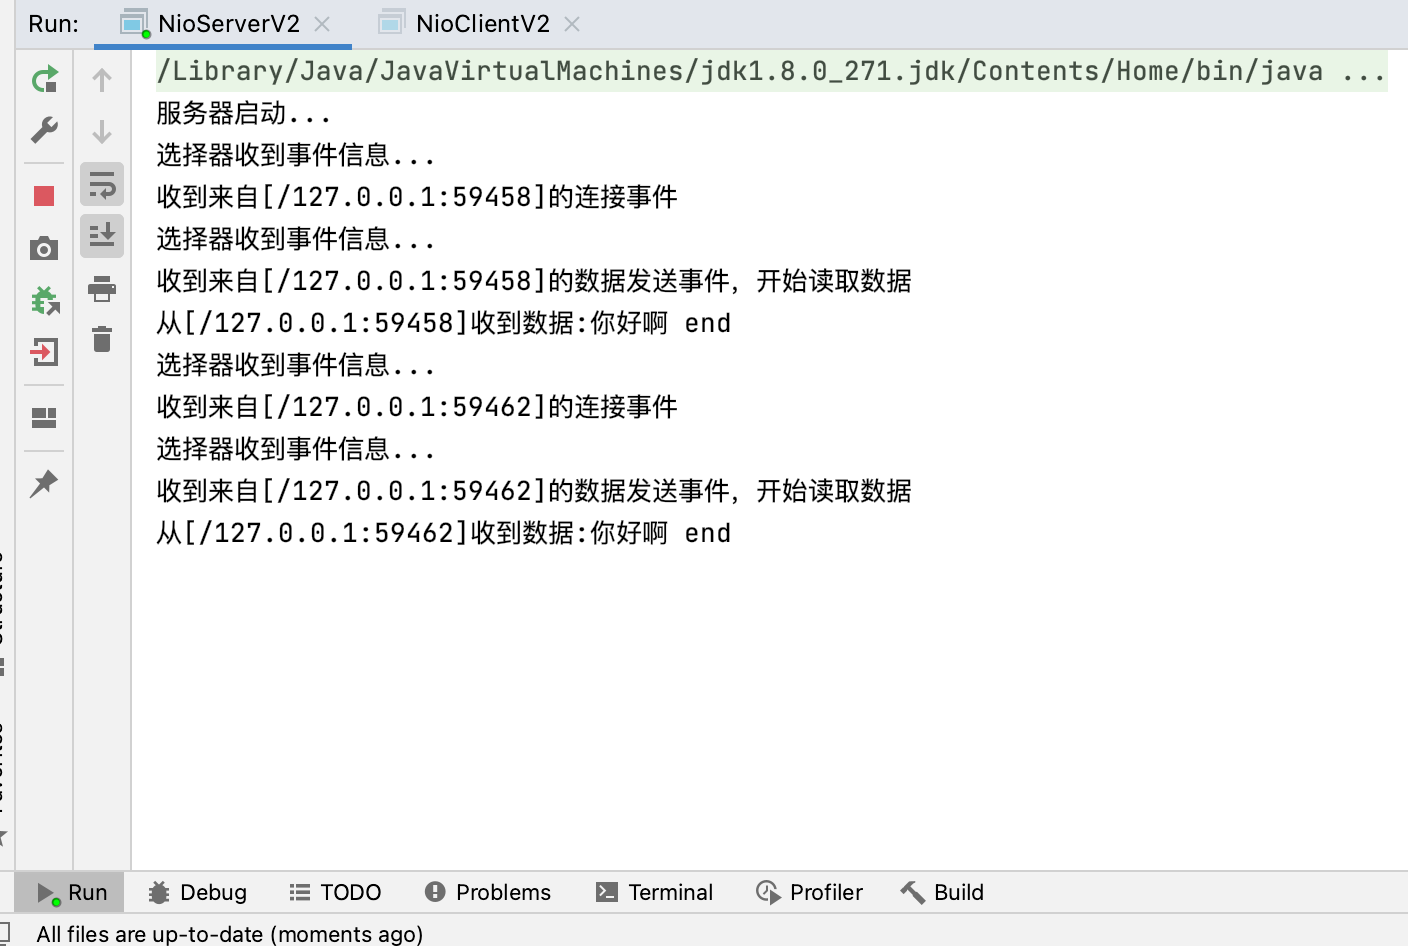 Run: NioServerV2 NioClientV2
/Library/Java/JavaVirtualMachines/jdk1.8.0_271.jdk/Contents/Home/bin/java ...
服务器启动...
选择器收到事件信息...
收到来自[/127.0.0.1:59458]的连接事件
选择器收到事件信息...
收到来自[/127.0.0.1:59458]的数据发送事件，开始读取数据
从[/127.0.0.1:59458]收到数据:你好啊 end
选择器收到事件信息...
收到来自[/127.0.0.1:59462]的连接事件
选择器收到事件信息...
收到来自[/127.0.0.1:59462]的数据发送事件，开始读取数据
从[/127.0.0.1:59462]收到数据:你好啊 end
Run Debug TODO Problems Terminal Profiler Build
All files are up-to-date (moments ago)